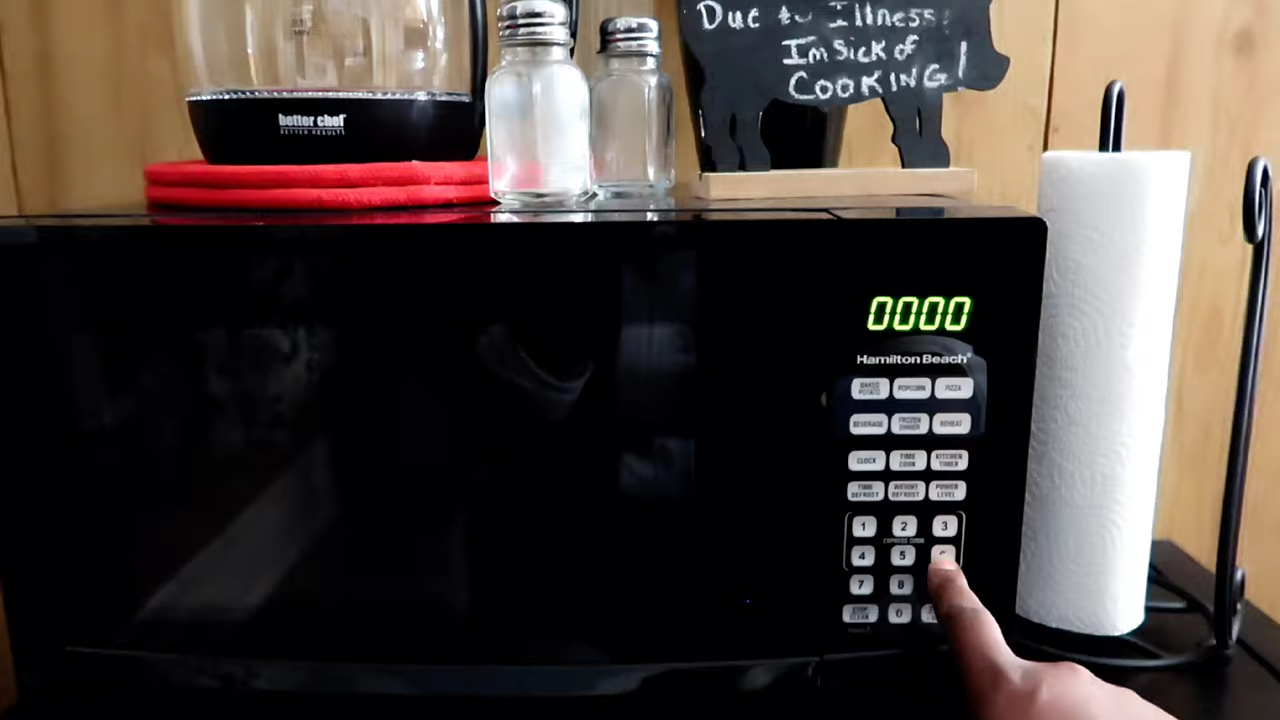 Due to Illness,
Im Sick of
COOKING!
better chef
BETTER RESULTS
0000
Hamilton Beach
BAKED POTATO
POPCORN
PIZZA
BEVERAGE
FROZEN DINNER
REHEAT
CLOCK
TIME COOK
KITCHEN TIMER
TIME DEFROST
WEIGHT DEFROST
POWER LEVEL
1
2
3
EXPRESS COOK
4
5
6
7
8
STOP
0